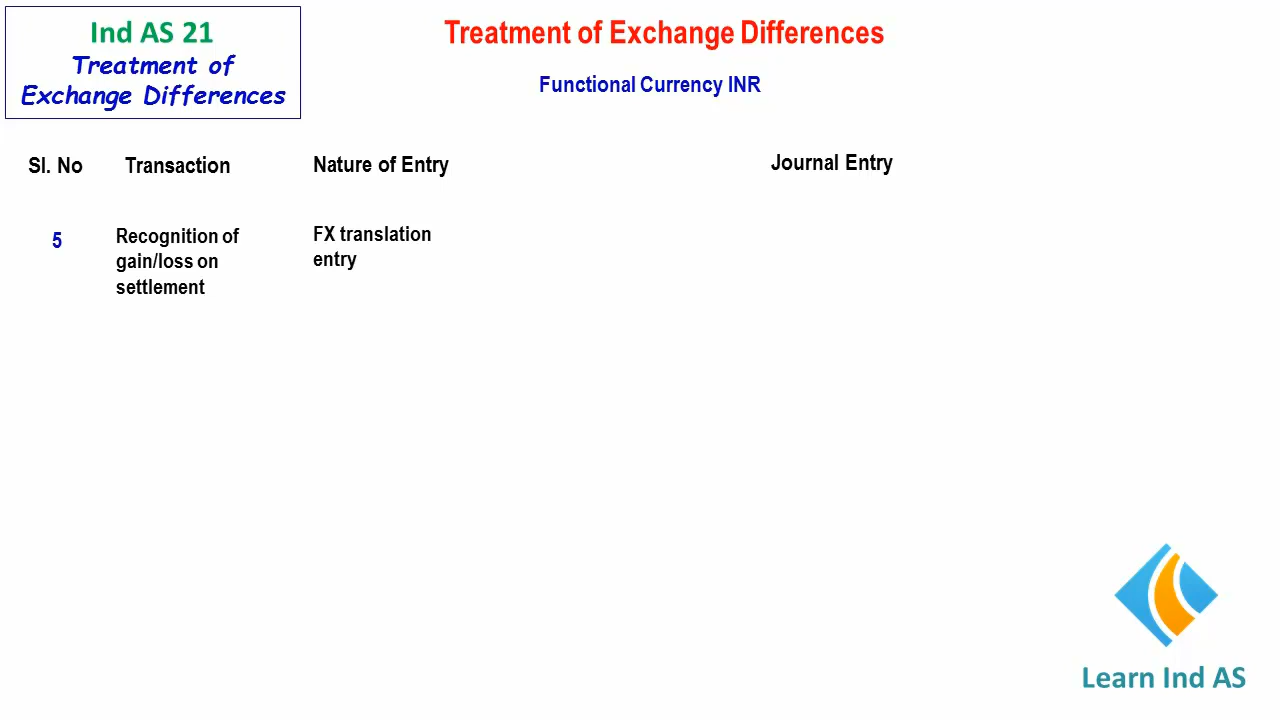 Ind AS 21
Treatment of
Exchange Differences
Treatment of Exchange Differences
Functional Currency INR
Sl. No
Transaction
Nature of Entry
Journal Entry
5
Recognition of
gain/loss on
settlement
FX translation
entry
Learn Ind AS